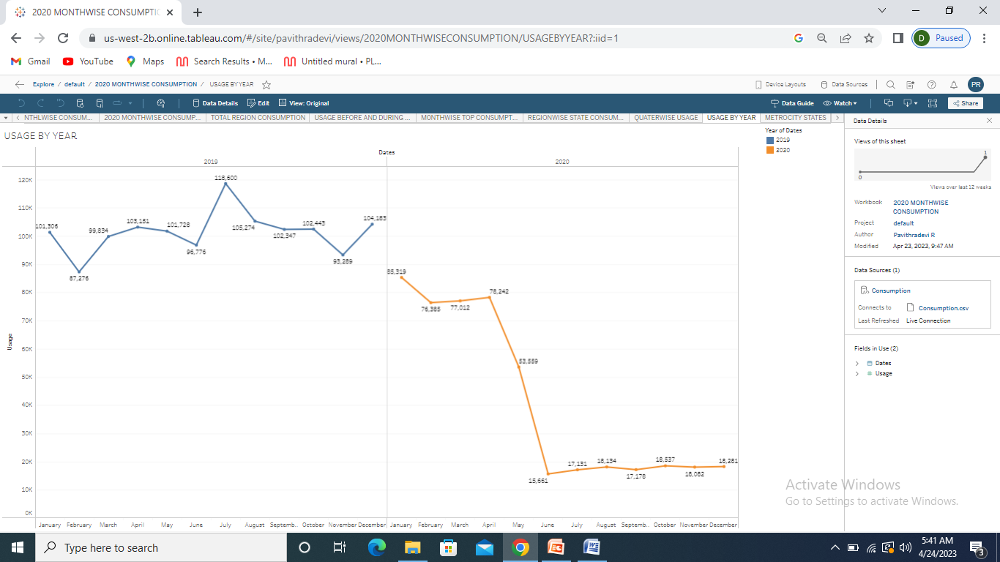 2020 MONTHWISE CONSUMPTIC
us-west-2b.online.tableau.com/#/site/pavithradevi/views/2020MONTHWISECONSUMPTION/USAGEBYYEAR?:iid=1
D Paused
Gmail YouTube Maps Search Results • M... Untitled mural • PL...
Explore / default / 2020 MONTHWISE CONSUMPTION / USAGE BY YEAR
Device Layouts Data Sources PR
Data Details Edit View: Original Data Guide Watch Share
NTHLWISE CONSUM... 2020 MONTHWISE CONSUMP... TOTAL REGION CONSUMPTION USAGE BEFORE AND DURING ... MONTHWISE TOP CONSUMPT... REGIONWISE STATE CONSUM... QUATERWISE USAGE USAGE BY YEAR METROCITY STATES
USAGE BY YEAR
Dates
2019 2020
120K
110K
100K
90K
80K
70K
60K
50K
40K
30K
20K
10K
0K
Usage
101,306
87,276
99,834
103,151
101,728
96,776
118,600
105,274
102,347
102,443
93,289
104,183
85,319
76,385
77,012
78,242
53,559
15,661
17,131
18,134
17,178
18,537
18,082
18,281
January February March April May June July August Septemb.. October November December January February March April May June July August Septemb.. October November December
Year of Dates
2019
2020
Data Details
Views of this sheet
1
0
Views over last 12 weeks
Workbook 2020 MONTHWISE
CONSUMPTION
Project default
Author Pavithradevi R
Modified Apr 23, 2023, 9:47 AM
Data Sources (1)
Consumption
Connects to Consumption.csv
Last Refreshed Live Connection
Fields in Use (2)
Dates
Usage
Activate Windows
Go to Settings to activate Windows.
Type here to search
5:41 AM
4/24/2023
3